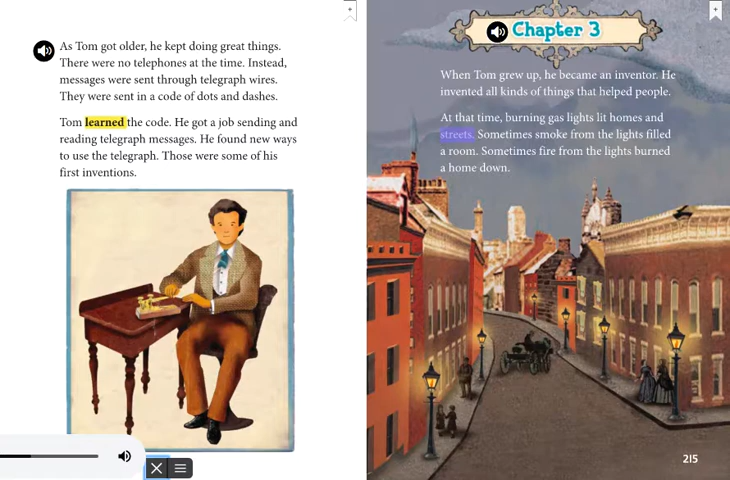 As Tom got older, he kept doing great things.
There were no telephones at the time. Instead,
messages were sent through telegraph wires.
They were sent in a code of dots and dashes.
Tom learned the code. He got a job sending and
reading telegraph messages. He found new ways
to use the telegraph. Those were some of his
first inventions.
Chapter 3
When Tom grew up, he became an inventor. He
invented all kinds of things that helped people.
At that time, burning gas lights lit homes and
streets. Sometimes smoke from the lights filled
a room. Sometimes fire from the lights burned
a home down.
215